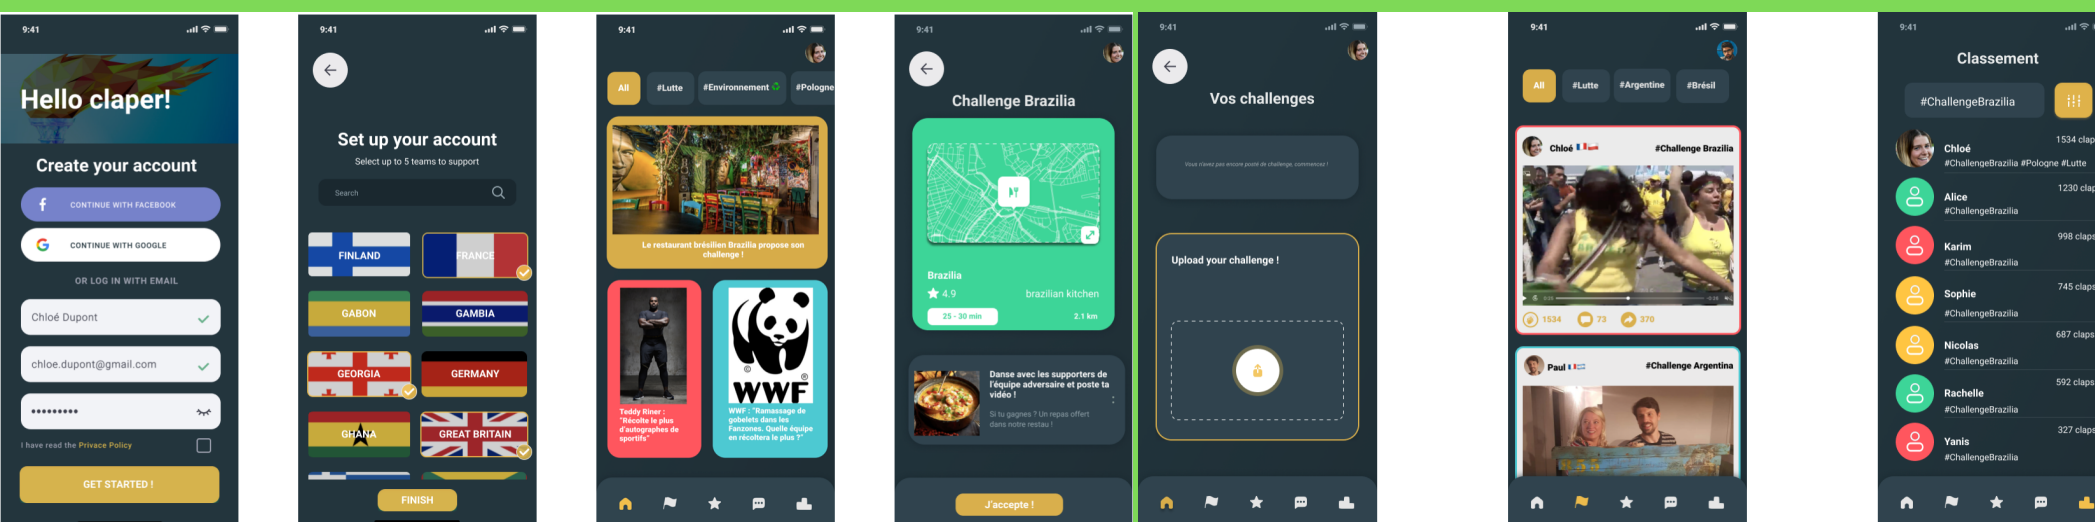 9:41
Hello claper!
Create your account
CONTINUE WITH FACEBOOK
CONTINUE WITH GOOGLE
OR LOG IN WITH EMAIL
Chloé Dupont
chloe.dupont@gmail.com
I have read the Privacy Policy
GET STARTED !
9:41
Set up your account
Select up to 5 teams to support
Search
FINLAND
FRANCE
GABON
GAMBIA
GEORGIA
GERMANY
GHANA
GREAT BRITAIN
FINISH
9:41
All
#Lutte
#Environnement
#Pologne
Le restaurant brésilien Brazilia propose son
challenge !
Teddy Riner :
"Récolte le plus
d'autographes de
sportifs"
WWF
WWF : "Ramassage de
gobelets dans les
Fanzones. Quelle équipe
en récoltera le plus ?"
9:41
Challenge Brazilia
Brazilia
4.9
brazilian kitchen
25 - 30 min
2.1 km
Danse avec les supporters de
l'équipe adversaire et poste ta
vidéo !
Si tu gagnes ? Un repas offert
dans notre restau !
J'accepte !
9:41
Vos challenges
Vous n'avez pas encore posté de challenge, commencez !
Upload your challenge !
9:41
All
#Lutte
#Argentine
#Brésil
Chloé
#Challenge Brazilia
1534
73
370
Paul
#Challenge Argentina
9:41
Classement
#ChallengeBrazilia
1534 clap
Chloé
#ChallengeBrazilia #Pologne #Lutte
1230 clap
Alice
#ChallengeBrazilia
998 claps
Karim
#ChallengeBrazilia
745 claps
Sophie
#ChallengeBrazilia
687 claps
Nicolas
#ChallengeBrazilia
592 claps
Rachelle
#ChallengeBrazilia
327 claps
Yanis
#ChallengeBrazilia